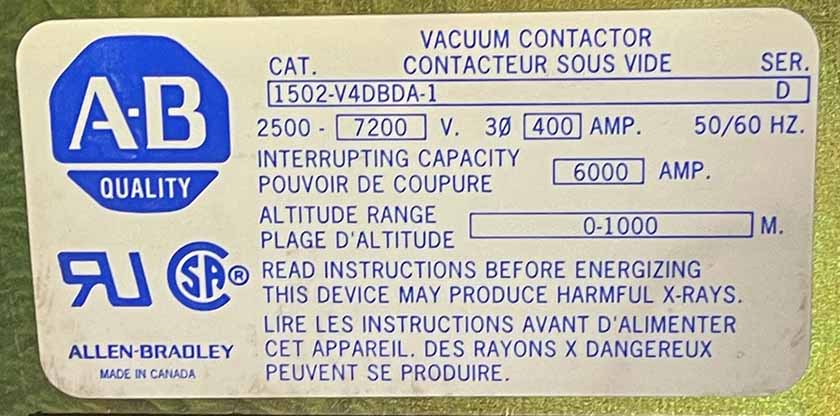 A-B
QUALITY
VACUUM CONTACTOR
CAT. CONTACTEUR SOUS VIDE SER.
1502-V4DBDA-1 D
2500 - 7200 V. 3Ø 400 AMP. 50/60 HZ.
INTERRUPTING CAPACITY
POUVOIR DE COUPURE
6000 AMP.
ALTITUDE RANGE
PLAGE D'ALTITUDE
0-1000 M.
RU SA®
READ INSTRUCTIONS BEFORE ENERGIZING
THIS DEVICE MAY PRODUCE HARMFUL X-RAYS.
LIRE LES INSTRUCTIONS AVANT D'ALIMENTER
CET APPAREIL. DES RAYONS X DANGEREUX
PEUVENT SE PRODUIRE.
ALLEN-BRADLEY
MADE IN CANADA